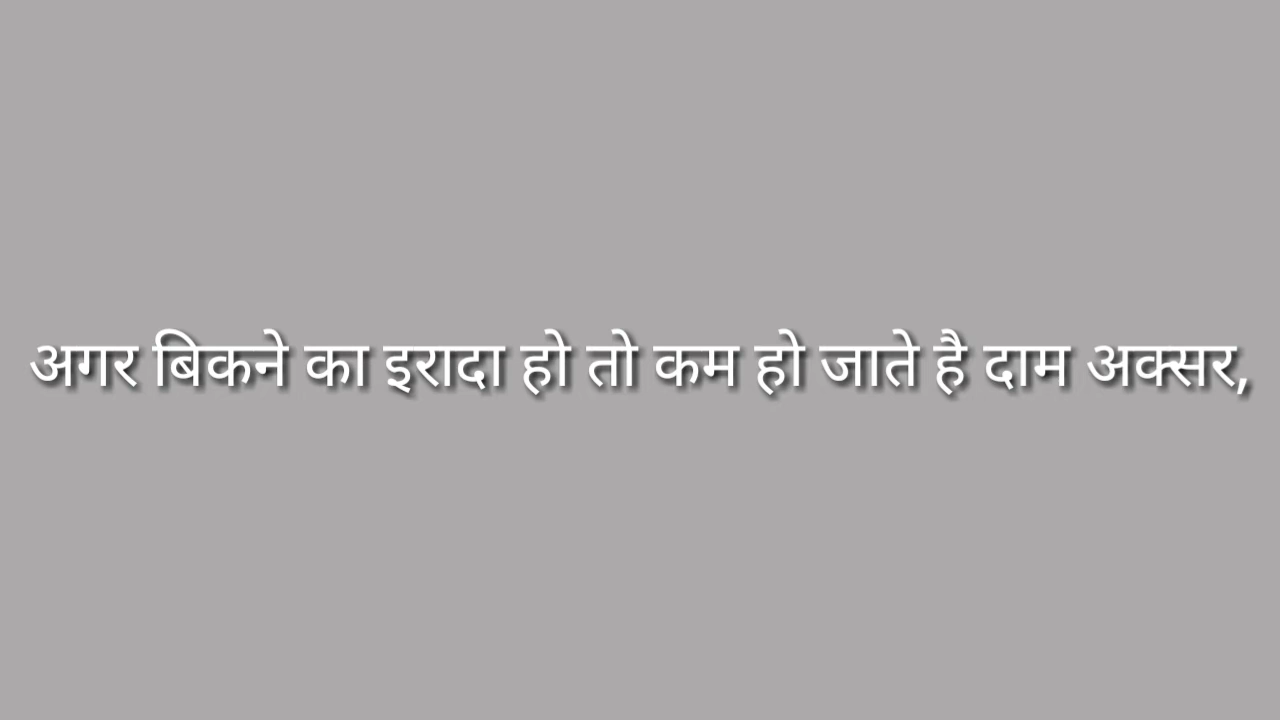 अगर बिकने का इरादा हो तो कम हो जाते है दाम अक्सर,